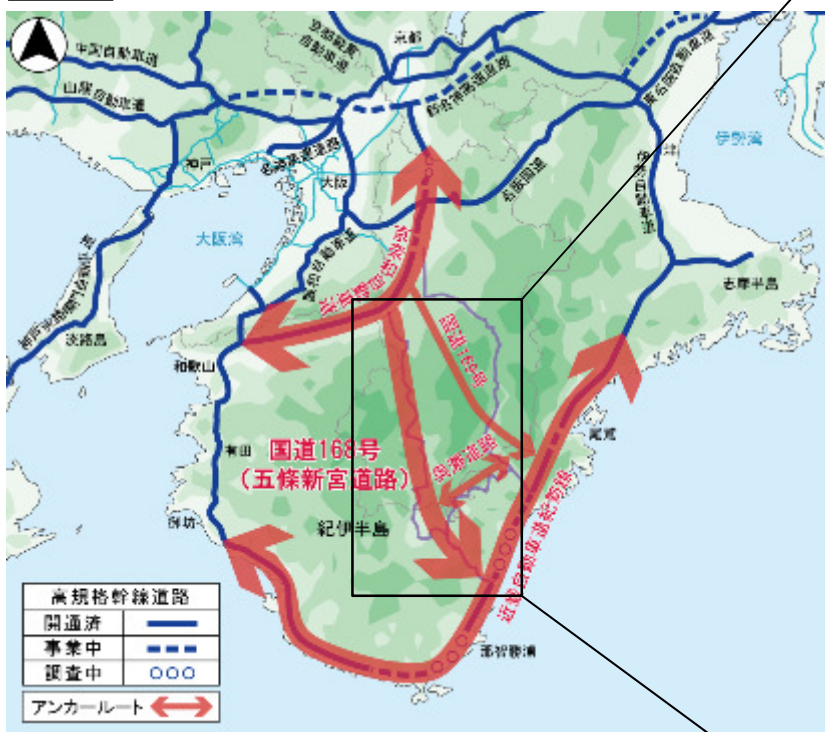 中国自動車道
京都縦貫
自動車道
京都
山陽自動車道
新名神高速道路
東名阪自動車道
伊勢湾
名神高速道路
神戸
大阪
名阪国道
津
伊勢自動車道
大阪湾
阪和自動車道
京奈和自動車道
志摩半島
淡路島
和歌山
国道169号
有田
国道168号
(五條新宮道路)
尾鷲
奈良道路
御坊
紀伊半島
近畿自動車道紀勢線
那智勝浦
高規格幹線道路
開通済
事業中
調査中
アンカールート